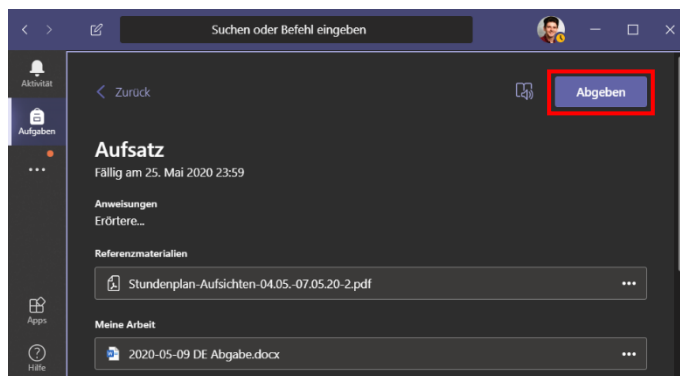 Suchen oder Befehl eingeben
Aktivität
Aufgaben
Zurück
Abgeben
Aufsatz
Fällig am 25. Mai 2020 23:59
Anweisungen
Erörtere...
Referenzmaterialien
Stundenplan-Aufsichten-04.05.-07.05.20-2.pdf
Meine Arbeit
2020-05-09 DE Abgabe.docx
Apps
Hilfe